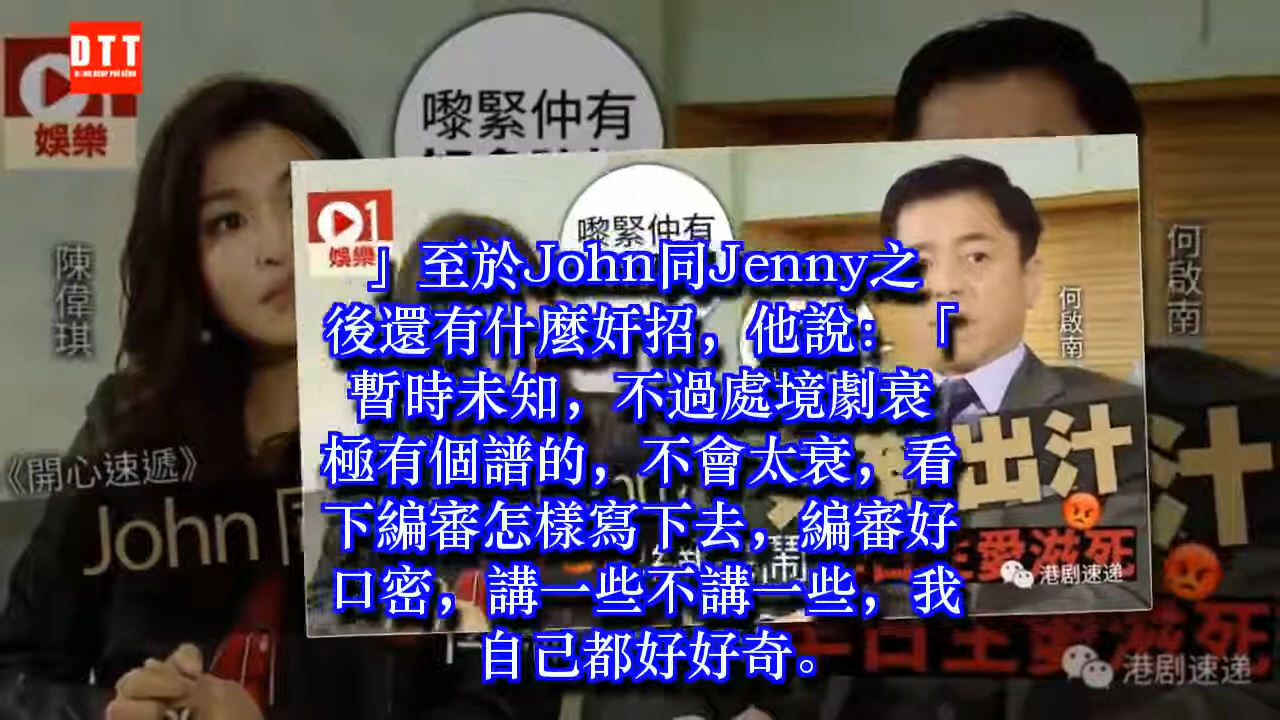 DTT
1
娛樂
嚟緊仲有
陳偉琪
何啟南
《開心速遞》
John
汁
1
娛樂
嚟緊仲有
何啟南
出汁
愛滋死
港剧速递
港剧速递
」至於John同Jenny之
後還有什麼奸招，他說：「
暫時未知，不過處境劇衰
極有個譜的，不會太衰，看
下編審怎樣寫下去，編審好
口密，講一些不講一些，我
自己都好好奇。